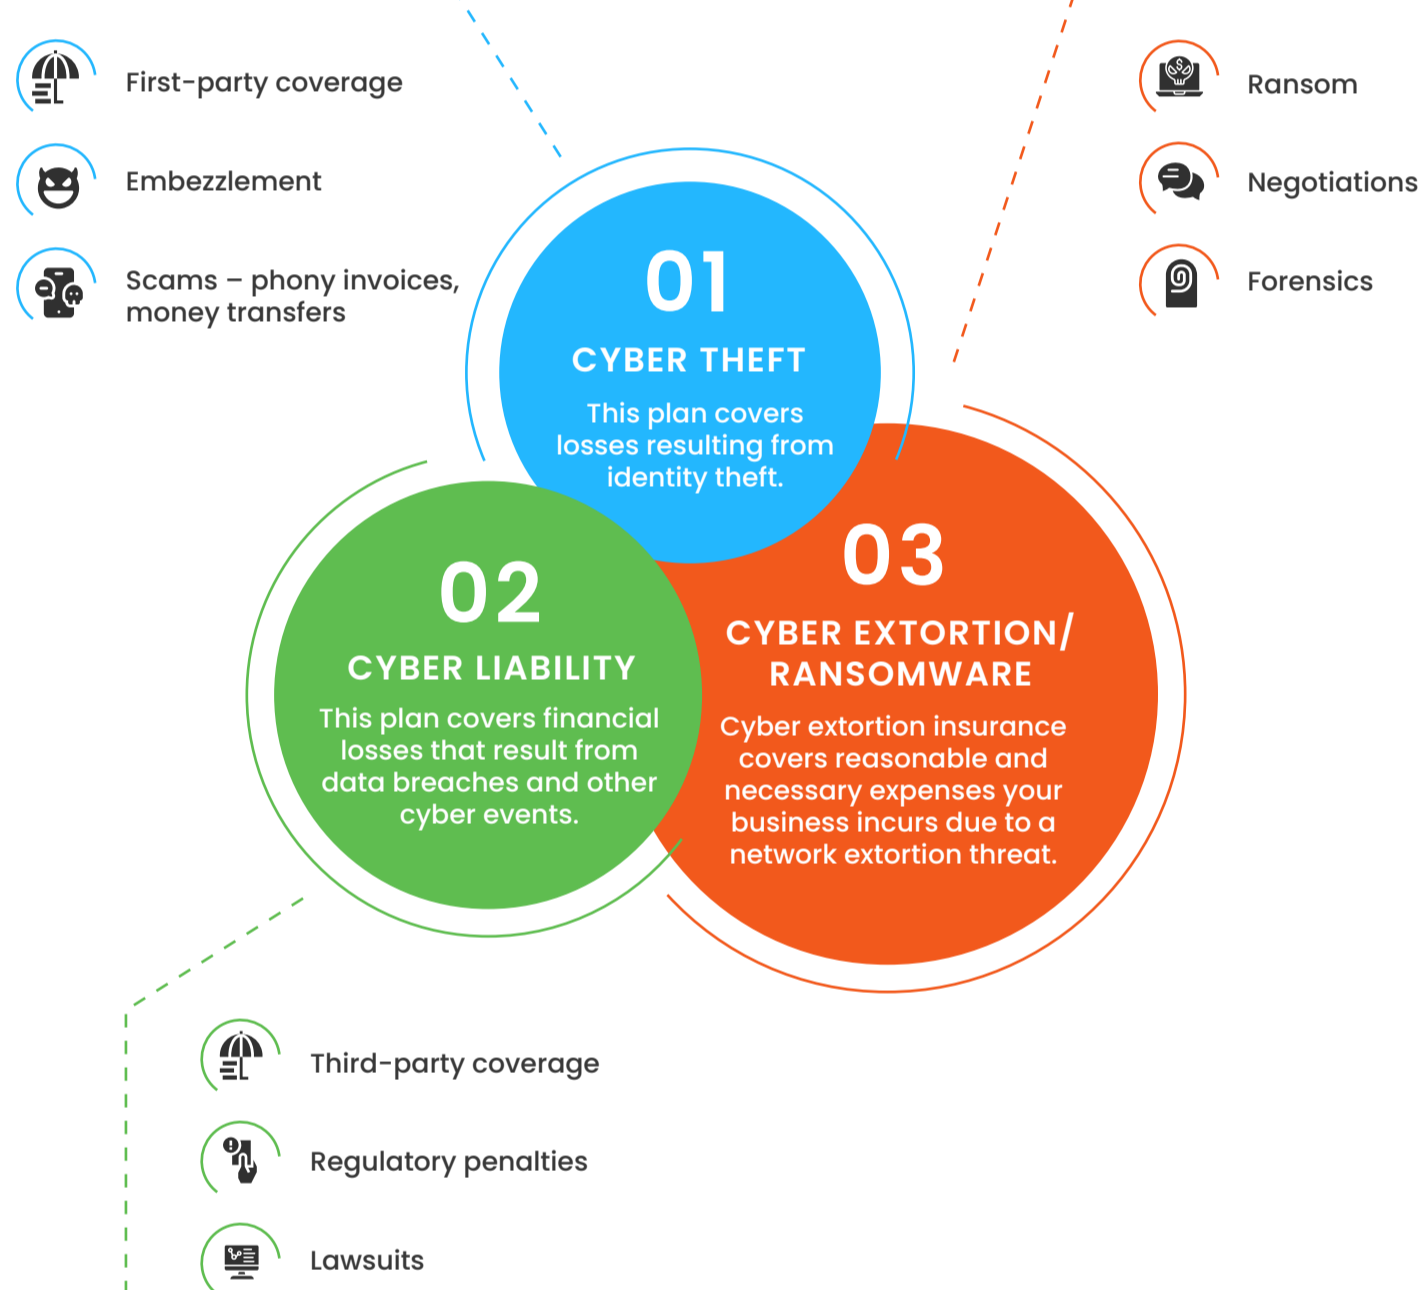 First-party coverage
Embezzlement
Scams – phony invoices,
money transfers
Ransom
Negotiations
Forensics
01
CYBER THEFT
This plan covers
losses resulting from
identity theft.
02
CYBER LIABILITY
This plan covers financial
losses that result from
data breaches and other
cyber events.
03
CYBER EXTORTION/
RANSOMWARE
Cyber extortion insurance
covers reasonable and
necessary expenses your
business incurs due to a
network extortion threat.
Third-party coverage
Regulatory penalties
Lawsuits